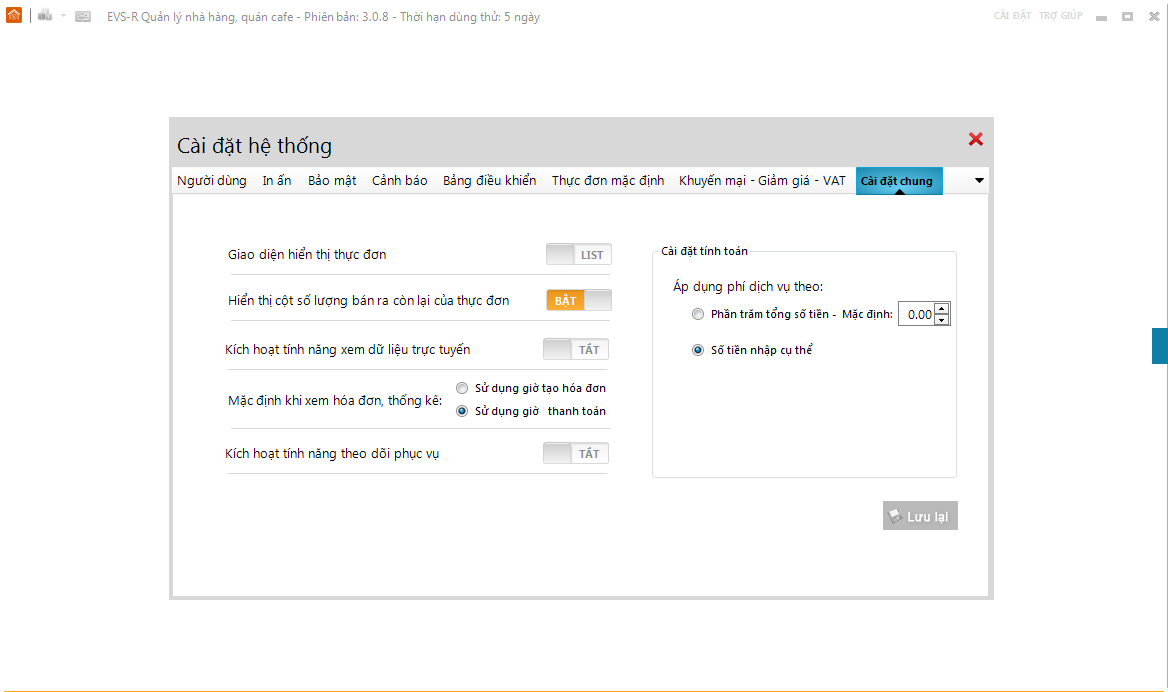 EVS-R Quản lý nhà hàng, quán cafe - Phiên bản: 3.0.8 - Thời hạn dùng thử: 5 ngày
CÀI ĐẶT TRỢ GIÚP
Cài đặt hệ thống
Người dùng In ấn Bảo mật Cảnh báo Bảng điều khiển Thực đơn mặc định Khuyến mại - Giảm giá - VAT Cài đặt chung
Giao diện hiển thị thực đơn LIST
Hiển thị cột số lượng bán ra còn lại của thực đơn BẬT
Kích hoạt tính năng xem dữ liệu trực tuyến TẮT
Mặc định khi xem hóa đơn, thống kê:
Sử dụng giờ tạo hóa đơn
Sử dụng giờ thanh toán
Kích hoạt tính năng theo dõi phục vụ TẮT
Cài đặt tính toán
Áp dụng phí dịch vụ theo:
Phần trăm tổng số tiền - Mặc định: 0.00
Số tiền nhập cụ thể
Lưu lại